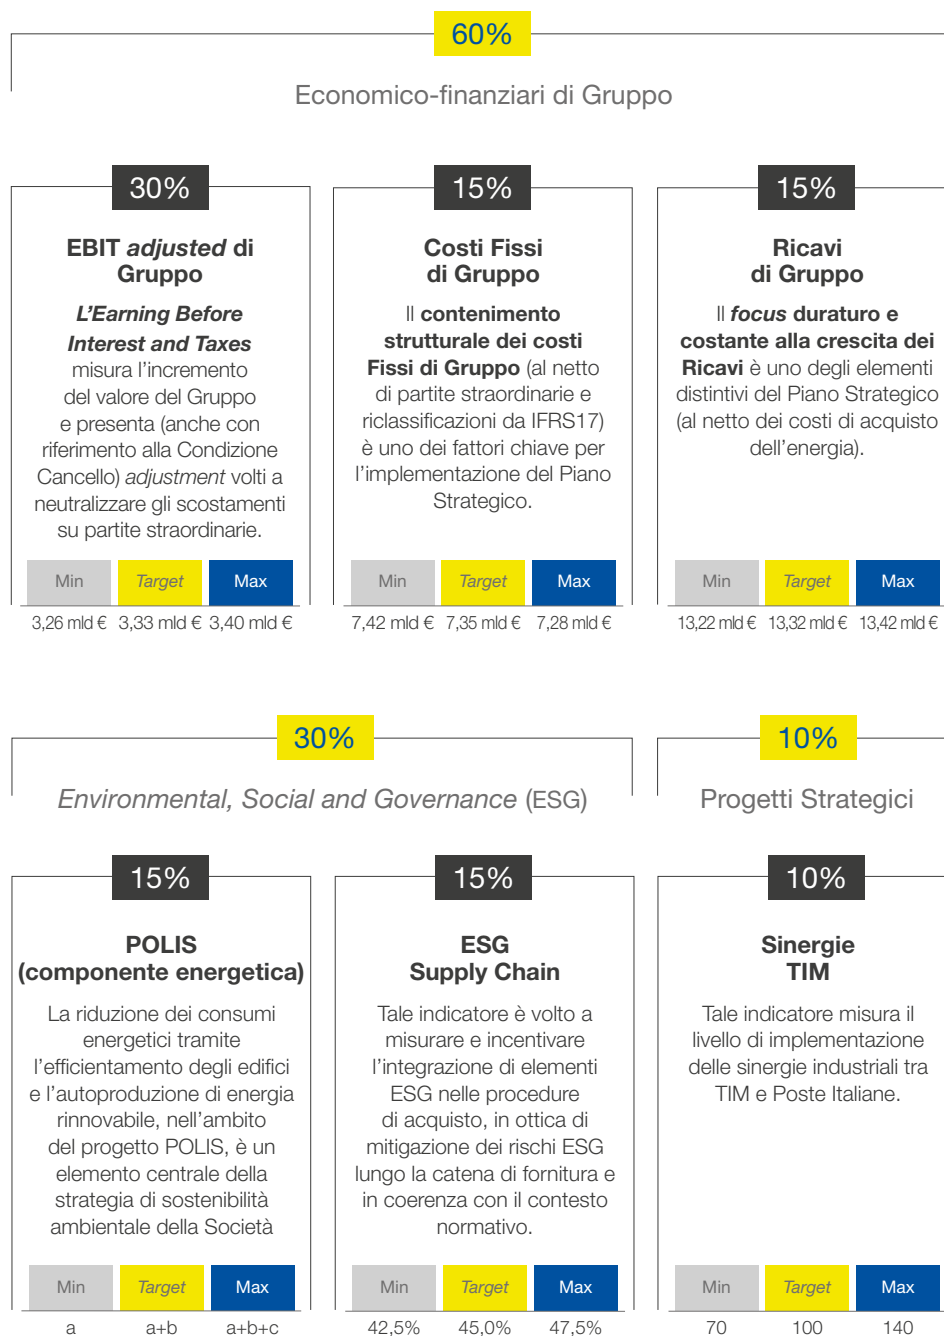 60%
Economico-finanziari di Gruppo
30%
EBIT adjusted di
Gruppo
L'Earning Before
Interest and Taxes
misura l'incremento
del valore del Gruppo
e presenta (anche con
riferimento alla Condizione
Cancello) adjustment volti a
neutralizzare gli scostamenti
su partite straordinarie.
Min Target Max
3,26 mld € 3,33 mld € 3,40 mld €
15%
Costi Fissi
di Gruppo
Il contenimento
strutturale dei costi
Fissi di Gruppo (al netto
di partite straordinarie e
riclassificazioni da IFRS17)
è uno dei fattori chiave per
l'implementazione del Piano
Strategico.
Min Target Max
7,42 mld € 7,35 mld € 7,28 mld €
15%
Ricavi
di Gruppo
Il focus duraturo e
costante alla crescita dei
Ricavi è uno degli elementi
distintivi del Piano Strategico
(al netto dei costi di acquisto
dell'energia).
Min Target Max
13,22 mld € 13,32 mld € 13,42 mld €
30%
Environmental, Social and Governance (ESG)
15%
POLIS
(componente energetica)
La riduzione dei consumi
energetici tramite
l'efficientamento degli edifici
e l'autoproduzione di energia
rinnovabile, nell'ambito
del progetto POLIS, è un
elemento centrale della
strategia di sostenibilità
ambientale della Società
Min Target Max
a a+b a+b+c
15%
ESG
Supply Chain
Tale indicatore è volto a
misurare e incentivare
l'integrazione di elementi
ESG nelle procedure
di acquisto, in ottica di
mitigazione dei rischi ESG
lungo la catena di fornitura e
in coerenza con il contesto
normativo.
Min Target Max
42,5% 45,0% 47,5%
10%
Progetti Strategici
10%
Sinergie
TIM
Tale indicatore misura il
livello di implementazione
delle sinergie industriali tra
TIM e Poste Italiane.
Min Target Max
70 100 140